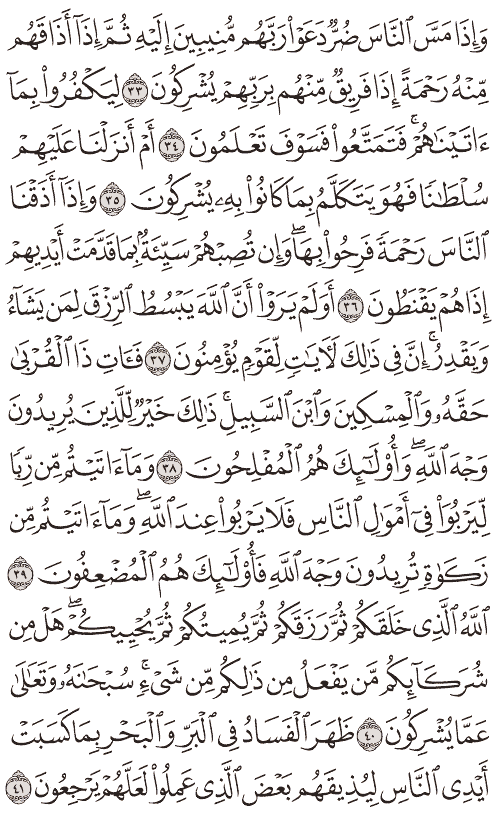 وَإِذَا مَسَّ ٱلنَّاسَ ضُرٌّ دَعَوۡاْ رَبَّهُم مُّنِيبِينَ إِلَيۡهِ ثُمَّ إِذَآ أَذَاقَهُم
مِّنۡهُ رَحۡمَةً إِذَا فَرِيقٌ مِّنۡهُم بِرَبِّهِمۡ يُشۡرِكُونَ ٣٣ لِيَكۡفُرُواْ بِمَآ
ءَاتَيۡنَٰهُمۡۚ فَتَمَتَّعُواْ فَسَوۡفَ تَعۡلَمُونَ ٣٤ أَمۡ أَنزَلۡنَا عَلَيۡهِمۡ
سُلۡطَٰنٗا فَهُوَ يَتَكَلَّمُ بِمَا كَانُواْ بِهِۦ يُشۡرِكُونَ ٣٥ وَإِذَآ أَذَقۡنَا
ٱلنَّاسَ رَحۡمَةٗ فَرِحُواْ بِهَاۖ وَإِن تُصِبۡهُمۡ سَيِّئَةُۢ بِمَا قَدَّمَتۡ أَيۡدِيهِمۡ
إِذَا هُمۡ يَقۡنَطُونَ ٣٦ أَوَلَمۡ يَرَوۡاْ أَنَّ ٱللَّهَ يَبۡسُطُ ٱلرِّزۡقَ لِمَن يَشَآءُ
وَيَقۡدِرُۚ إِنَّ فِي ذَٰلِكَ لَأٓيَٰتٖ لِّقَوۡمٖ يُؤۡمِنُونَ ٣٧ فَـَٔاتِ ذَا ٱلۡقُرۡبَىٰ
حَقَّهُۥ وَٱلۡمِسۡكِينَ وَٱبۡنَ ٱلسَّبِيلِۚ ذَٰلِكَ خَيۡرٞ لِّلَّذِينَ يُرِيدُونَ
وَجۡهَ ٱللَّهِۖ وَأُوْلَٰٓئِكَ هُمُ ٱلۡمُفۡلِحُونَ ٣٨ وَمَآ ءَاتَيۡتُم مِّن رِّبٗا
لِّيَرۡبُوَاْ فِيٓ أَمۡوَٰلِ ٱلنَّاسِ فَلَا يَرۡبُواْ عِندَ ٱللَّهِۖ وَمَآ ءَاتَيۡتُم مِّن
زَكَوٰةٖ تُرِيدُونَ وَجۡهَ ٱللَّهِ فَأُوْلَٰٓئِكَ هُمُ ٱلۡمُضۡعِفُونَ ٣٩
ٱللَّهُ ٱلَّذِي خَلَقَكُمۡ ثُمَّ رَزَقَكُمۡ ثُمَّ يُمِيتُكُمۡ ثُمَّ يُحۡيِيكُمۡۖ هَلۡ مِن
شُرَكَآئِكُم مَّن يَفۡعَلُ مِن ذَٰلِكُم مِّن شَيۡءٖۚ سُبۡحَٰنَهُۥ وَتَعَٰلَىٰ
عَمَّا يُشۡرِكُونَ ٤٠ ظَهَرَ ٱلۡفَسَادُ فِي ٱلۡبَرِّ وَٱلۡبَحۡرِ بِمَا كَسَبَتۡ
أَيۡدِي ٱلنَّاسِ لِيُذِيقَهُم بَعۡضَ ٱلَّذِي عَمِلُواْ لَعَلَّهُمۡ يَرۡجِعُونَ ٤١